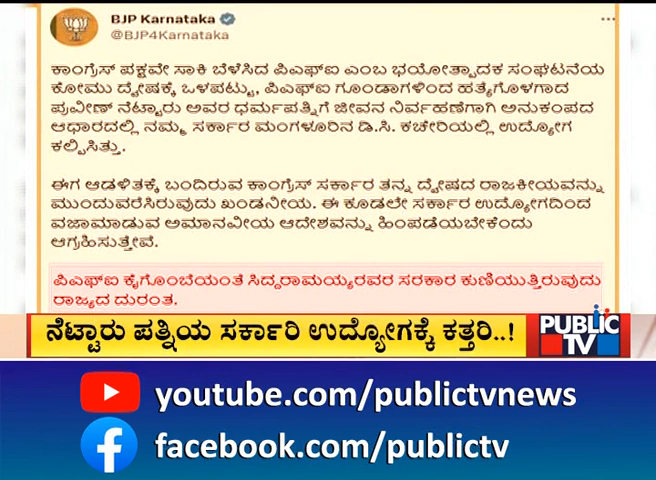 BJP Karnataka
@BJP4Karnataka
ಕಾಂಗ್ರೆಸ್ ಪಕ್ಷವೇ ಸಾಕಿ ಬೆಳೆಸಿದ ಪಿಎಫ್ಐ ಎಂಬ ಭಯೋತ್ಪಾದಕ ಸಂಘಟನೆಯ
ಕೋಮು ದ್ವೇಷಕ್ಕೆ ಒಳಪಟ್ಟು, ಪಿಎಫ್ಐ ಗೂಂಡಾಗಳಿಂದ ಹತ್ಯೆಗೊಳಗಾದ
ಪ್ರವೀಣ್ ನೆಟ್ಟಾರು ಅವರ ಧರ್ಮಪತ್ನಿಗೆ ಜೀವನ ನಿರ್ವಹಣೆಗಾಗಿ ಅನುಕಂಪದ
ಆಧಾರದಲ್ಲಿ ನಮ್ಮ ಸರ್ಕಾರ ಮಂಗಳೂರಿನ ಡಿ.ಸಿ. ಕಚೇರಿಯಲ್ಲಿ ಉದ್ಯೋಗ
ಕಲ್ಪಿಸಿತ್ತು.
ಈಗ ಆಡಳಿತಕ್ಕೆ ಬಂದಿರುವ ಕಾಂಗ್ರೆಸ್ ಸರ್ಕಾರ ತನ್ನ ದ್ವೇಷದ ರಾಜಕೀಯವನ್ನು
ಮುಂದುವರೆಸಿರುವುದು ಖಂಡನೀಯ. ಈ ಕೂಡಲೇ ಸರ್ಕಾರ ಉದ್ಯೋಗದಿಂದ
ವಜಾಮಾಡುವ ಅಮಾನವೀಯ ಆದೇಶವನ್ನು ಹಿಂಪಡೆಯಬೇಕೆಂದು
ಆಗ್ರಹಿಸುತ್ತೇವೆ.
ಪಿಎಫ್ಐ ಕೈಗೊಂಬೆಯಂತೆ ಸಿದ್ದರಾಮಯ್ಯರವರ ಸರಕಾರ ಕುಣಿಯುತ್ತಿರುವುದು
ರಾಜ್ಯದ ದುರಂತ.
ನೆಟ್ಟಾರು ಪತ್ನಿಯ ಸರ್ಕಾರಿ ಉದ್ಯೋಗಕ್ಕೆ ಕತ್ತರಿ..!
PUBLIC
TV
youtube.com/publictvnews
facebook.com/publictv